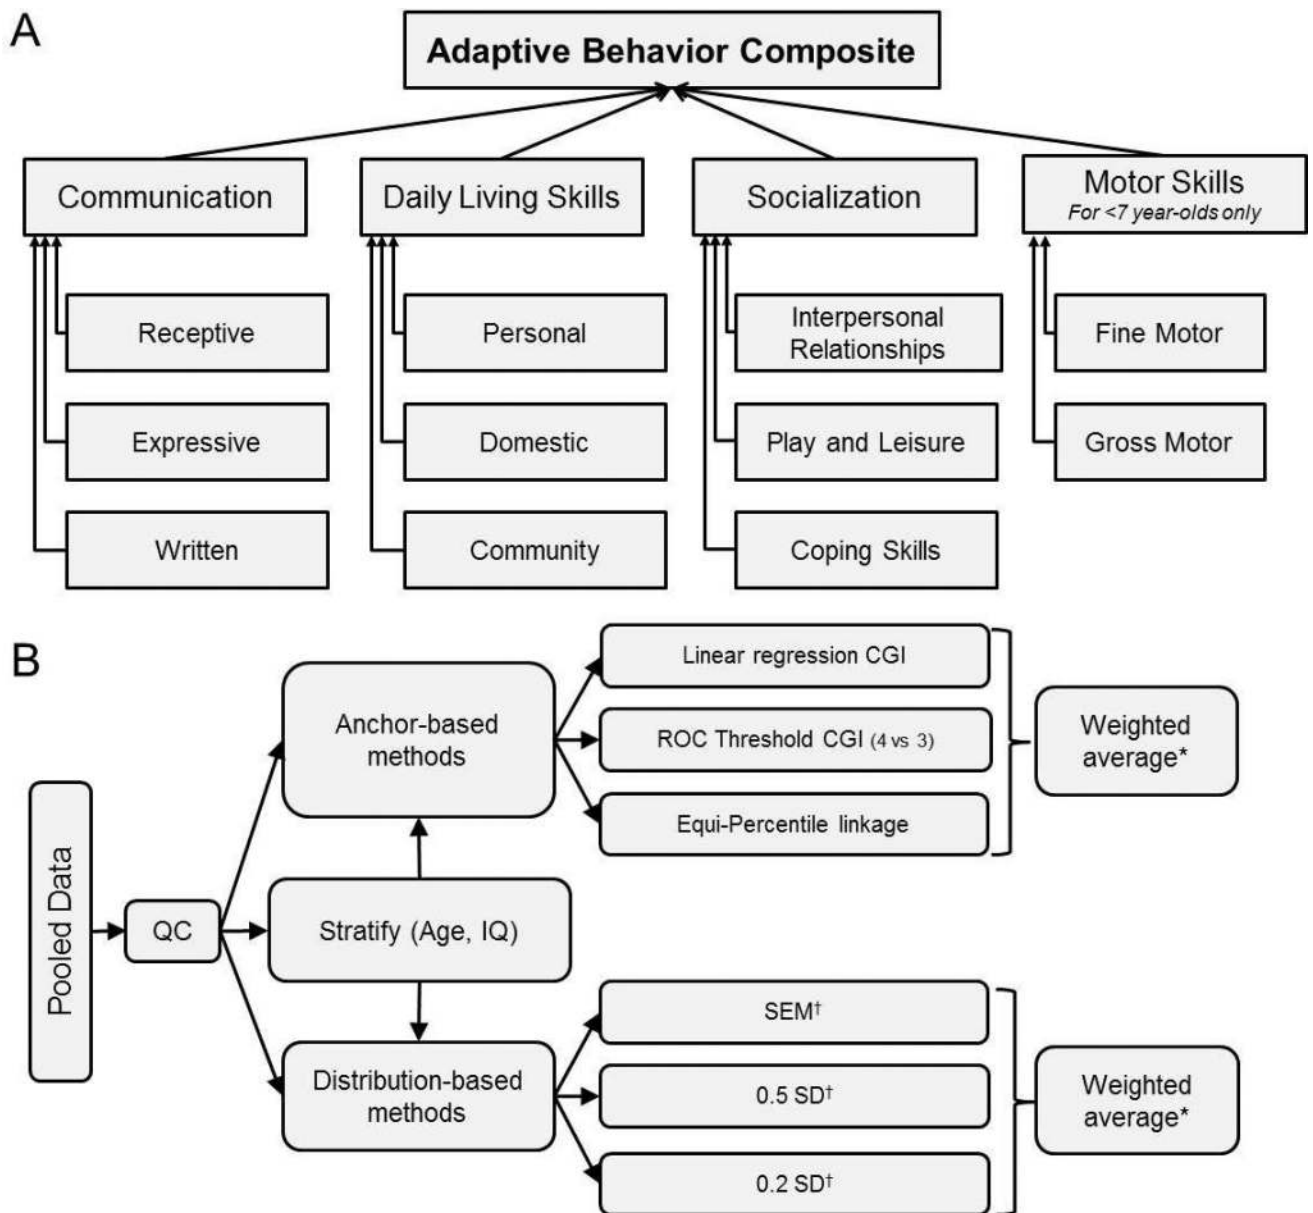 A
Adaptive Behavior Composite
Communication
Daily Living Skills
Socialization
Motor Skills
For <7 year-olds only
Receptive
Personal
Interpersonal
Relationships
Fine Motor
Expressive
Domestic
Play and Leisure
Gross Motor
Written
Community
Coping Skills
B
Pooled Data
QC
Anchor-based
methods
Stratify (Age, IQ)
Distribution-based
methods
Linear regression CGI
ROC Threshold CGI (4 vs 3)
Equi-Percentile linkage
Weighted
average*
SEM†
0.5 SD†
0.2 SD†
Weighted
average*